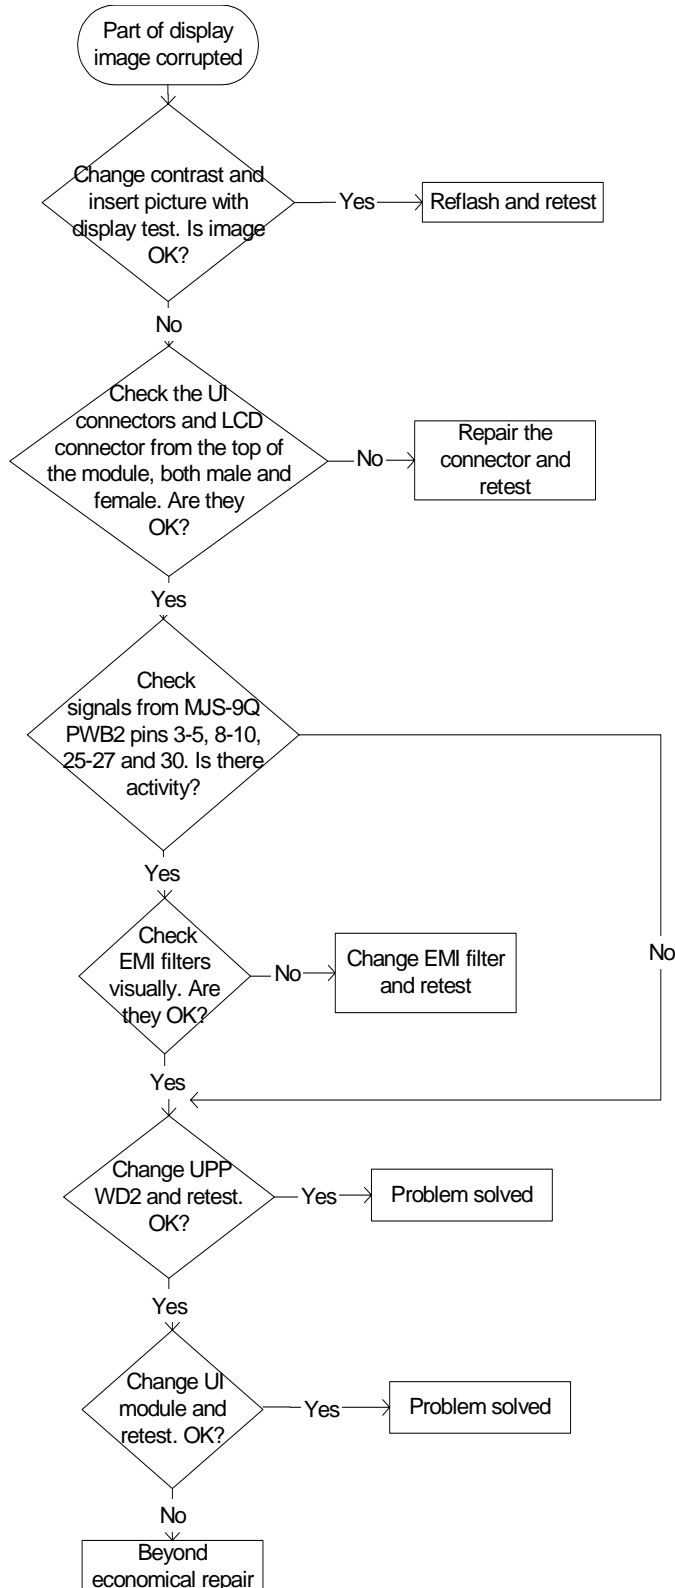 Part of display
image corrupted
Change contrast and
insert picture with
display test. Is image
OK?
Yes
Reflash and retest
No
Check the UI
connectors and LCD
connector from the top of
the module, both male and
female. Are they
OK?
No
Repair the
connector and
retest
Yes
Check
signals from MJS-9Q
PWB2 pins 3-5, 8-10,
25-27 and 30. Is there
activity?
Yes
No
Check
EMI filters
visually. Are
they OK?
No
Change EMI filter
and retest
Yes
Change UPP
WD2 and retest.
OK?
Yes
Problem solved
Yes
Change UI
module and
retest. OK?
Yes
Problem solved
No
Beyond
economical repair